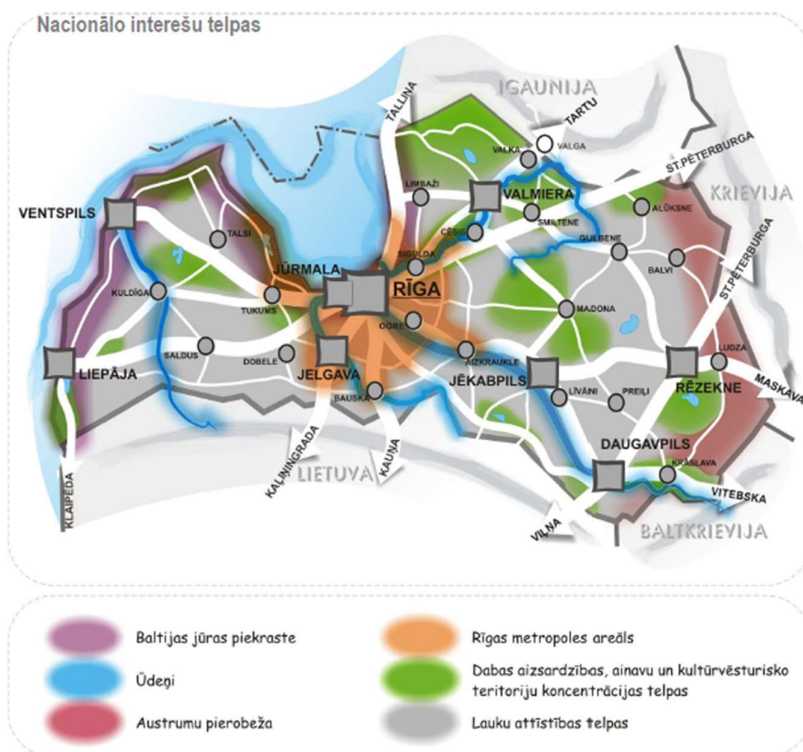 Nacionālo interešu telpas
IGAUNIJA
TALLINA
TARTU
VALKA
VALGA
ST.PĒTERBURGA
KRIEVIJA
LIMBAŽI
VALMIERA
VENTSPILS
SMILTENE
ALŪKSNE
TALSI
CĒSIS
GULBENE
BALVI
SIGULDA
JŪRMALA
RĪGA
ST.PĒTERBURGA
KULDĪGA
TUKUMS
OGRE
MADONA
SALDUS
DOBELE
AIZKRAUKLE
LUDZA
LIEPĀJA
JELGAVA
JĒKABPILS
RĒZEKNE
MASKAVA
BAUSKA
LĪVĀNI
PREIĻI
DAUGAVPILS
KAĻIŅINGRADA
LIETUVA
KAUŅA
KRĀSLAVA
KLAIPĒDA
VITEBSKA
VIĻŅA
BALTKRIEVIJA
Baltijas jūras piekraste
Ūdeņi
Austrumu pierobeža
Rīgas metropoles areāls
Dabas aizsardzības, ainavu un kultūrvēsturisko
teritoriju koncentrācijas telpas
Lauku attīstības telpas